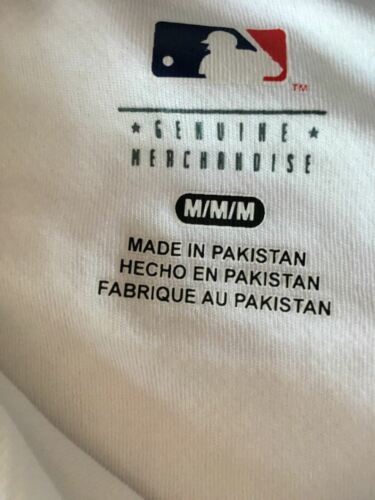 TM
★ GENUINE ★
MERCHANDISE
M/M/M
MADE IN PAKISTAN
HECHO EN PAKISTAN
FABRIQUE AU PAKISTAN